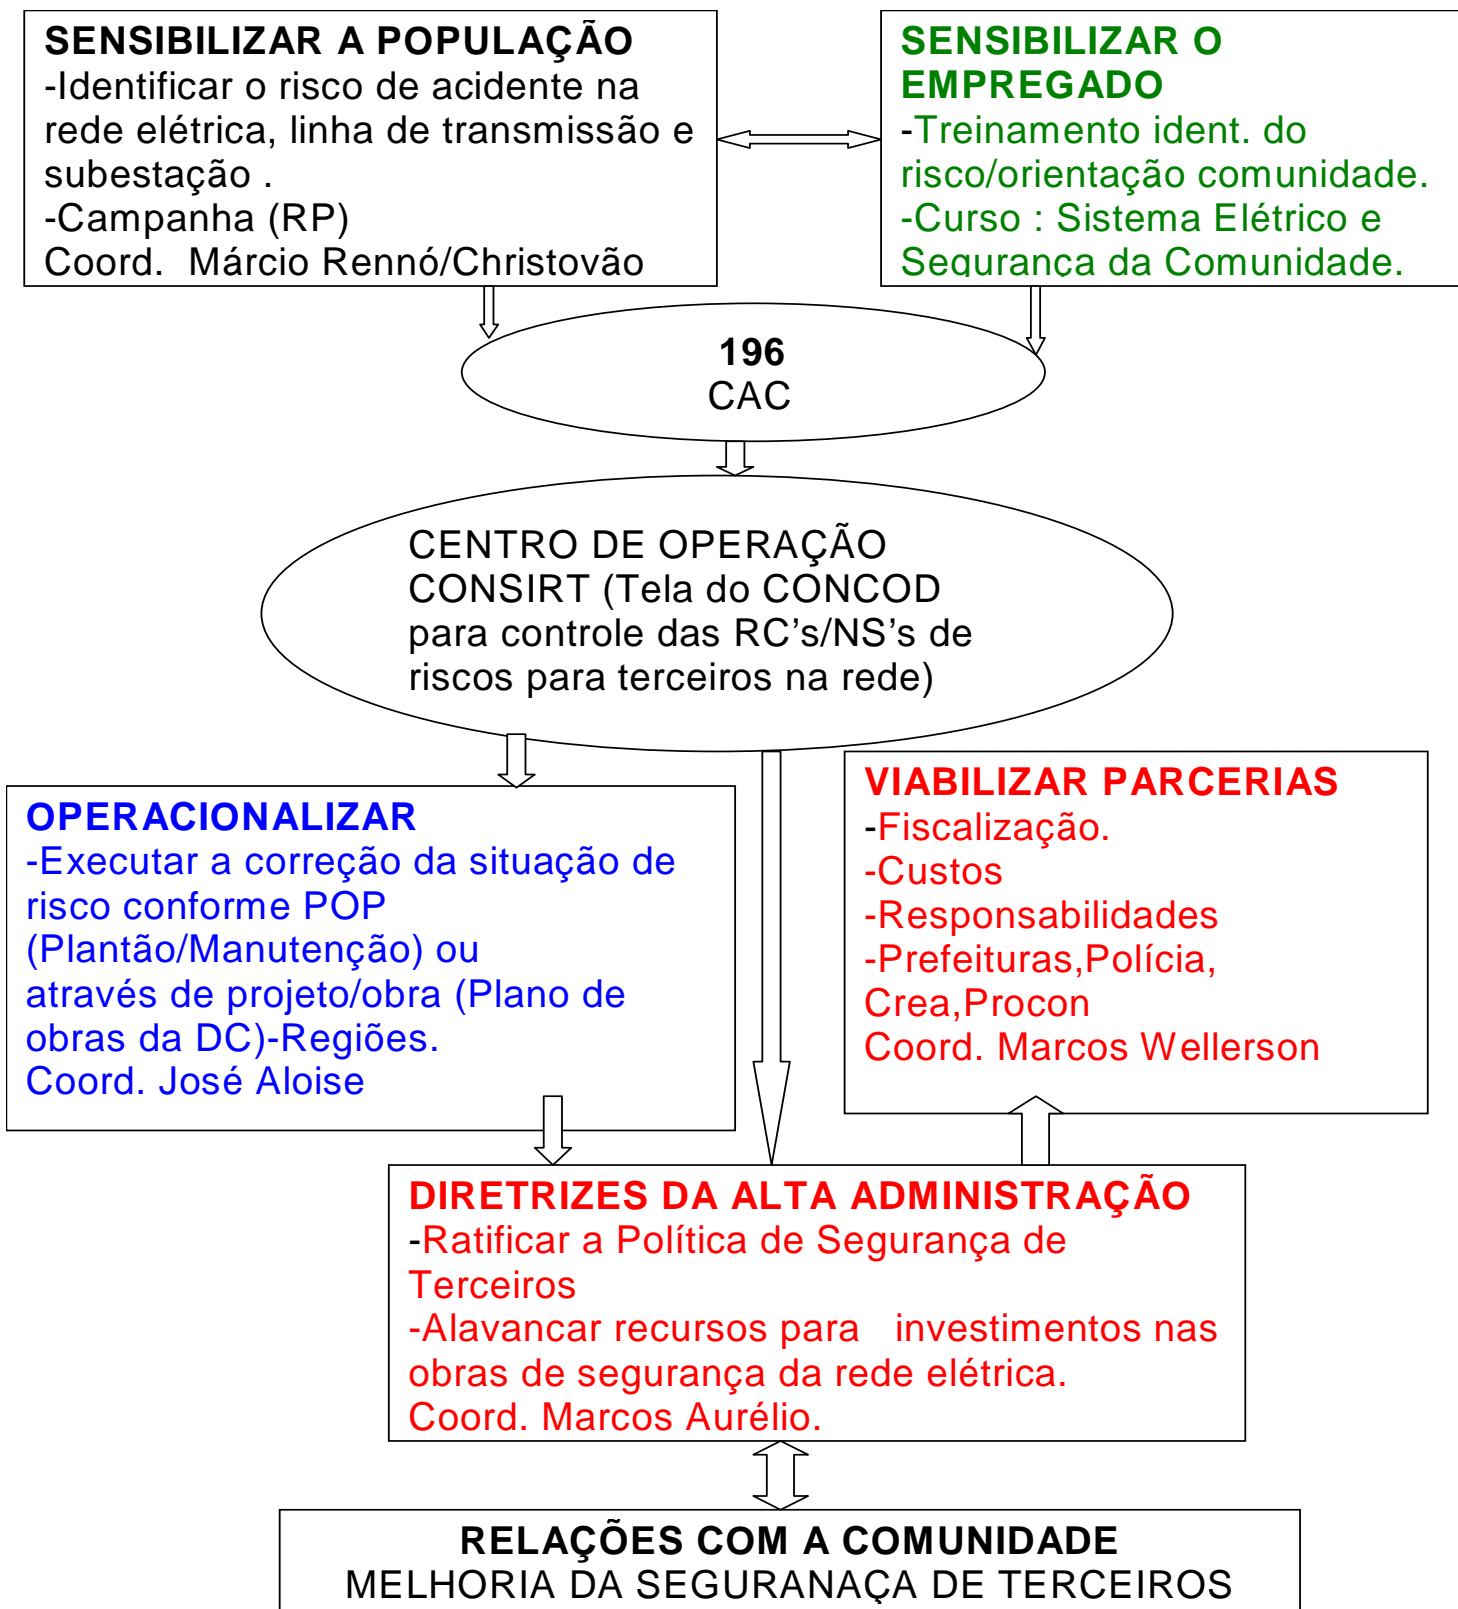 SENSIBILIZAR A POPULAÇÃO
-Identificar o risco de acidente na
rede elétrica, linha de transmissão e
subestação .
-Campanha (RP)
Coord. Márcio Rennó/Christovão
SENSIBILIZAR O
EMPREGADO
-Treinamento ident. do
risco/orientação comunidade.
-Curso : Sistema Elétrico e
Segurança da Comunidade.
196
CAC
CENTRO DE OPERAÇÃO
CONSIRT (Tela do CONCOD
para controle das RC’s/NS’s de
riscos para terceiros na rede)
OPERACIONALIZAR
-Executar a correção da situação de
risco conforme POP
(Plantão/Manutenção) ou
através de projeto/obra (Plano de
obras da DC)-Regiões.
Coord. José Aloise
VIABILIZAR PARCERIAS
-Fiscalização.
-Custos
-Responsabilidades
-Prefeituras,Polícia,
Crea,Procon
Coord. Marcos Wellerson
DIRETRIZES DA ALTA ADMINISTRAÇÃO
-Ratificar a Política de Segurança de
Terceiros
-Alavancar recursos para investimentos nas
obras de segurança da rede elétrica.
Coord. Marcos Aurélio.
RELAÇÕES COM A COMUNIDADE
MELHORIA DA SEGURANAÇA DE TERCEIROS